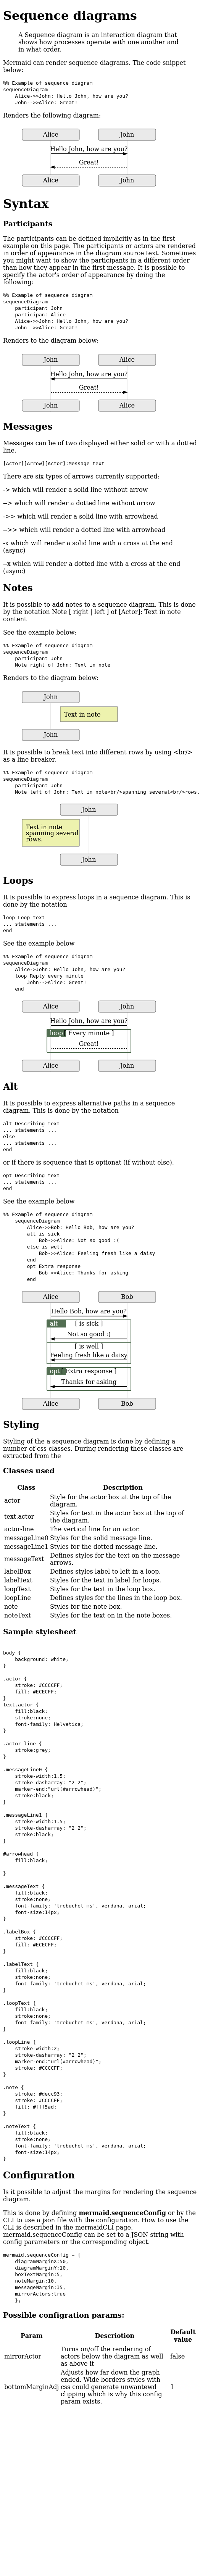 Sequence diagrams
A Sequence diagram is an interaction diagram that
shows how processes operate with one another and
in what order.
Mermaid can render sequence diagrams. The code snippet
below:
%% Example of sequence diagram
sequenceDiagram
Alice->>John: Hello John, how are you?
John-->>Alice: Great!
Renders the following diagram:
Alice John
Hello John, how are you?
Great!
Alice John
Syntax
Participants
The participants can be defined implicitly as in the first
example on this page. The participants or actors are rendered
in order of appearance in the diagram source text. Sometimes
you might want to show the participants in a different order
than how they appear in the first message. It is possible to
specify the actor's order of appearance by doing the
following:
%% Example of sequence diagram
sequenceDiagram
participant John
participant Alice
Alice->>John: Hello John, how are you?
John-->>Alice: Great!
Renders to the diagram below:
John Alice
Hello John, how are you?
Great!
John Alice
Messages
Messages can be of two displayed either solid or with a dotted
line.
[Actor][Arrow][Actor]:Message text
There are six types of arrows currently supported:
-> which will render a solid line without arrow
--> which will render a dotted line without arrow
->> which will render a solid line with arrowhead
-->> which will render a dotted line with arrowhead
-x which will render a solid line with a cross at the end
(async)
--x which will render a dotted line with a cross at the end
(async)
Notes
It is possible to add notes to a sequence diagram. This is done
by the notation Note [ right | left ] of [Actor]: Text in note
content
See the example below:
%% Example of sequence diagram
sequenceDiagram
participant John
Note right of John: Text in note
Renders to the diagram below:
John
Text in note
John
It is possible to break text into different rows by using <br/>
as a line breaker.
%% Example of sequence diagram
sequenceDiagram
participant John
Note left of John: Text in note<br/>spanning several<br/>rows.
John
Text in note
spanning several
rows.
John
Loops
It is possible to express loops in a sequence diagram. This is
done by the notation
loop Loop text
... statements ...
end
See the example below
%% Example of sequence diagram
sequenceDiagram
Alice->John: Hello John, how are you?
loop Reply every minute
John-->Alice: Great!
end
Alice John
Hello John, how are you?
loop [ Every minute ]
Great!
Alice John
Alt
It is possible to express alternative paths in a sequence
diagram. This is done by the notation
alt Describing text
... statements ...
else
... statements ...
end
or if there is sequence that is optional (if without else).
opt Describing text
... statements ...
end
See the example below
%% Example of sequence diagram
sequenceDiagram
Alice->>Bob: Hello Bob, how are you?
alt is sick
Bob->>Alice: Not so good :(
else is well
Bob->>Alice: Feeling fresh like a daisy
end
opt Extra response
Bob->>Alice: Thanks for asking
end
Alice Bob
Hello Bob, how are you?
alt [ is sick ]
Not so good :(
[ is well ]
Feeling fresh like a daisy
opt [Extra response ]
Thanks for asking
Alice Bob
Styling
Styling of the a sequence diagram is done by defining a
number of css classes. During rendering these classes are
extracted from the
Classes used
Class Description
actor Style for the actor box at the top of the
diagram.
text.actor Styles for text in the actor box at the top of
the diagram.
actor-line The vertical line for an actor.
messageLine0 Styles for the solid message line.
messageLine1 Styles for the dotted message line.
messageText Defines styles for the text on the message
arrows.
labelBox Defines styles label to left in a loop.
labelText Styles for the text in label for loops.
loopText Styles for the text in the loop box.
loopLine Defines styles for the lines in the loop box.
note Styles for the note box.
noteText Styles for the text on in the note boxes.
Sample stylesheet
body {
background: white;
}
.actor {
stroke: #CCCCFF;
fill: #ECECFF;
}
text.actor {
fill:black;
stroke:none;
font-family: Helvetica;
}
.actor-line {
stroke:grey;
}
.messageLine0 {
stroke-width:1.5;
stroke-dasharray: "2 2";
marker-end:"url(#arrowhead)";
stroke:black;
}
.messageLine1 {
stroke-width:1.5;
stroke-dasharray: "2 2";
stroke:black;
}
#arrowhead {
fill:black;
}
.messageText {
fill:black;
stroke:none;
font-family: 'trebuchet ms', verdana, arial;
font-size:14px;
}
.labelBox {
stroke: #CCCCFF;
fill: #ECECFF;
}
.labelText {
fill:black;
stroke:none;
font-family: 'trebuchet ms', verdana, arial;
}
.loopText {
fill:black;
stroke:none;
font-family: 'trebuchet ms', verdana, arial;
}
.loopLine {
stroke-width:2;
stroke-dasharray: "2 2";
marker-end:"url(#arrowhead)";
stroke: #CCCCFF;
}
.note {
stroke: #decc93;
stroke: #CCCCFF;
fill: #fff5ad;
}
.noteText {
fill:black;
stroke:none;
font-family: 'trebuchet ms', verdana, arial;
font-size:14px;
}
Configuration
Is it possible to adjust the margins for rendering the sequence
diagram.
This is done by defining mermaid.sequenceConfig or by the
CLI to use a json file with the configuration. How to use the
CLI is described in the mermaidCLI page.
mermaid.sequenceConfig can be set to a JSON string with
config parameters or the corresponding object.
mermaid.sequenceConfig = {
diagramMarginX:50,
diagramMarginY:10,
boxTextMargin:5,
noteMargin:10,
messageMargin:35,
mirrorActors:true
};
Possible configration params:
Param Descriotion Default
value
mirrorActor Turns on/off the rendering of
actors below the diagram as well
as above it false
bottomMarginAdj Adjusts how far down the graph
ended. Wide borders styles with
css could generate unwantewd
clipping which is why this config
param exists. 1